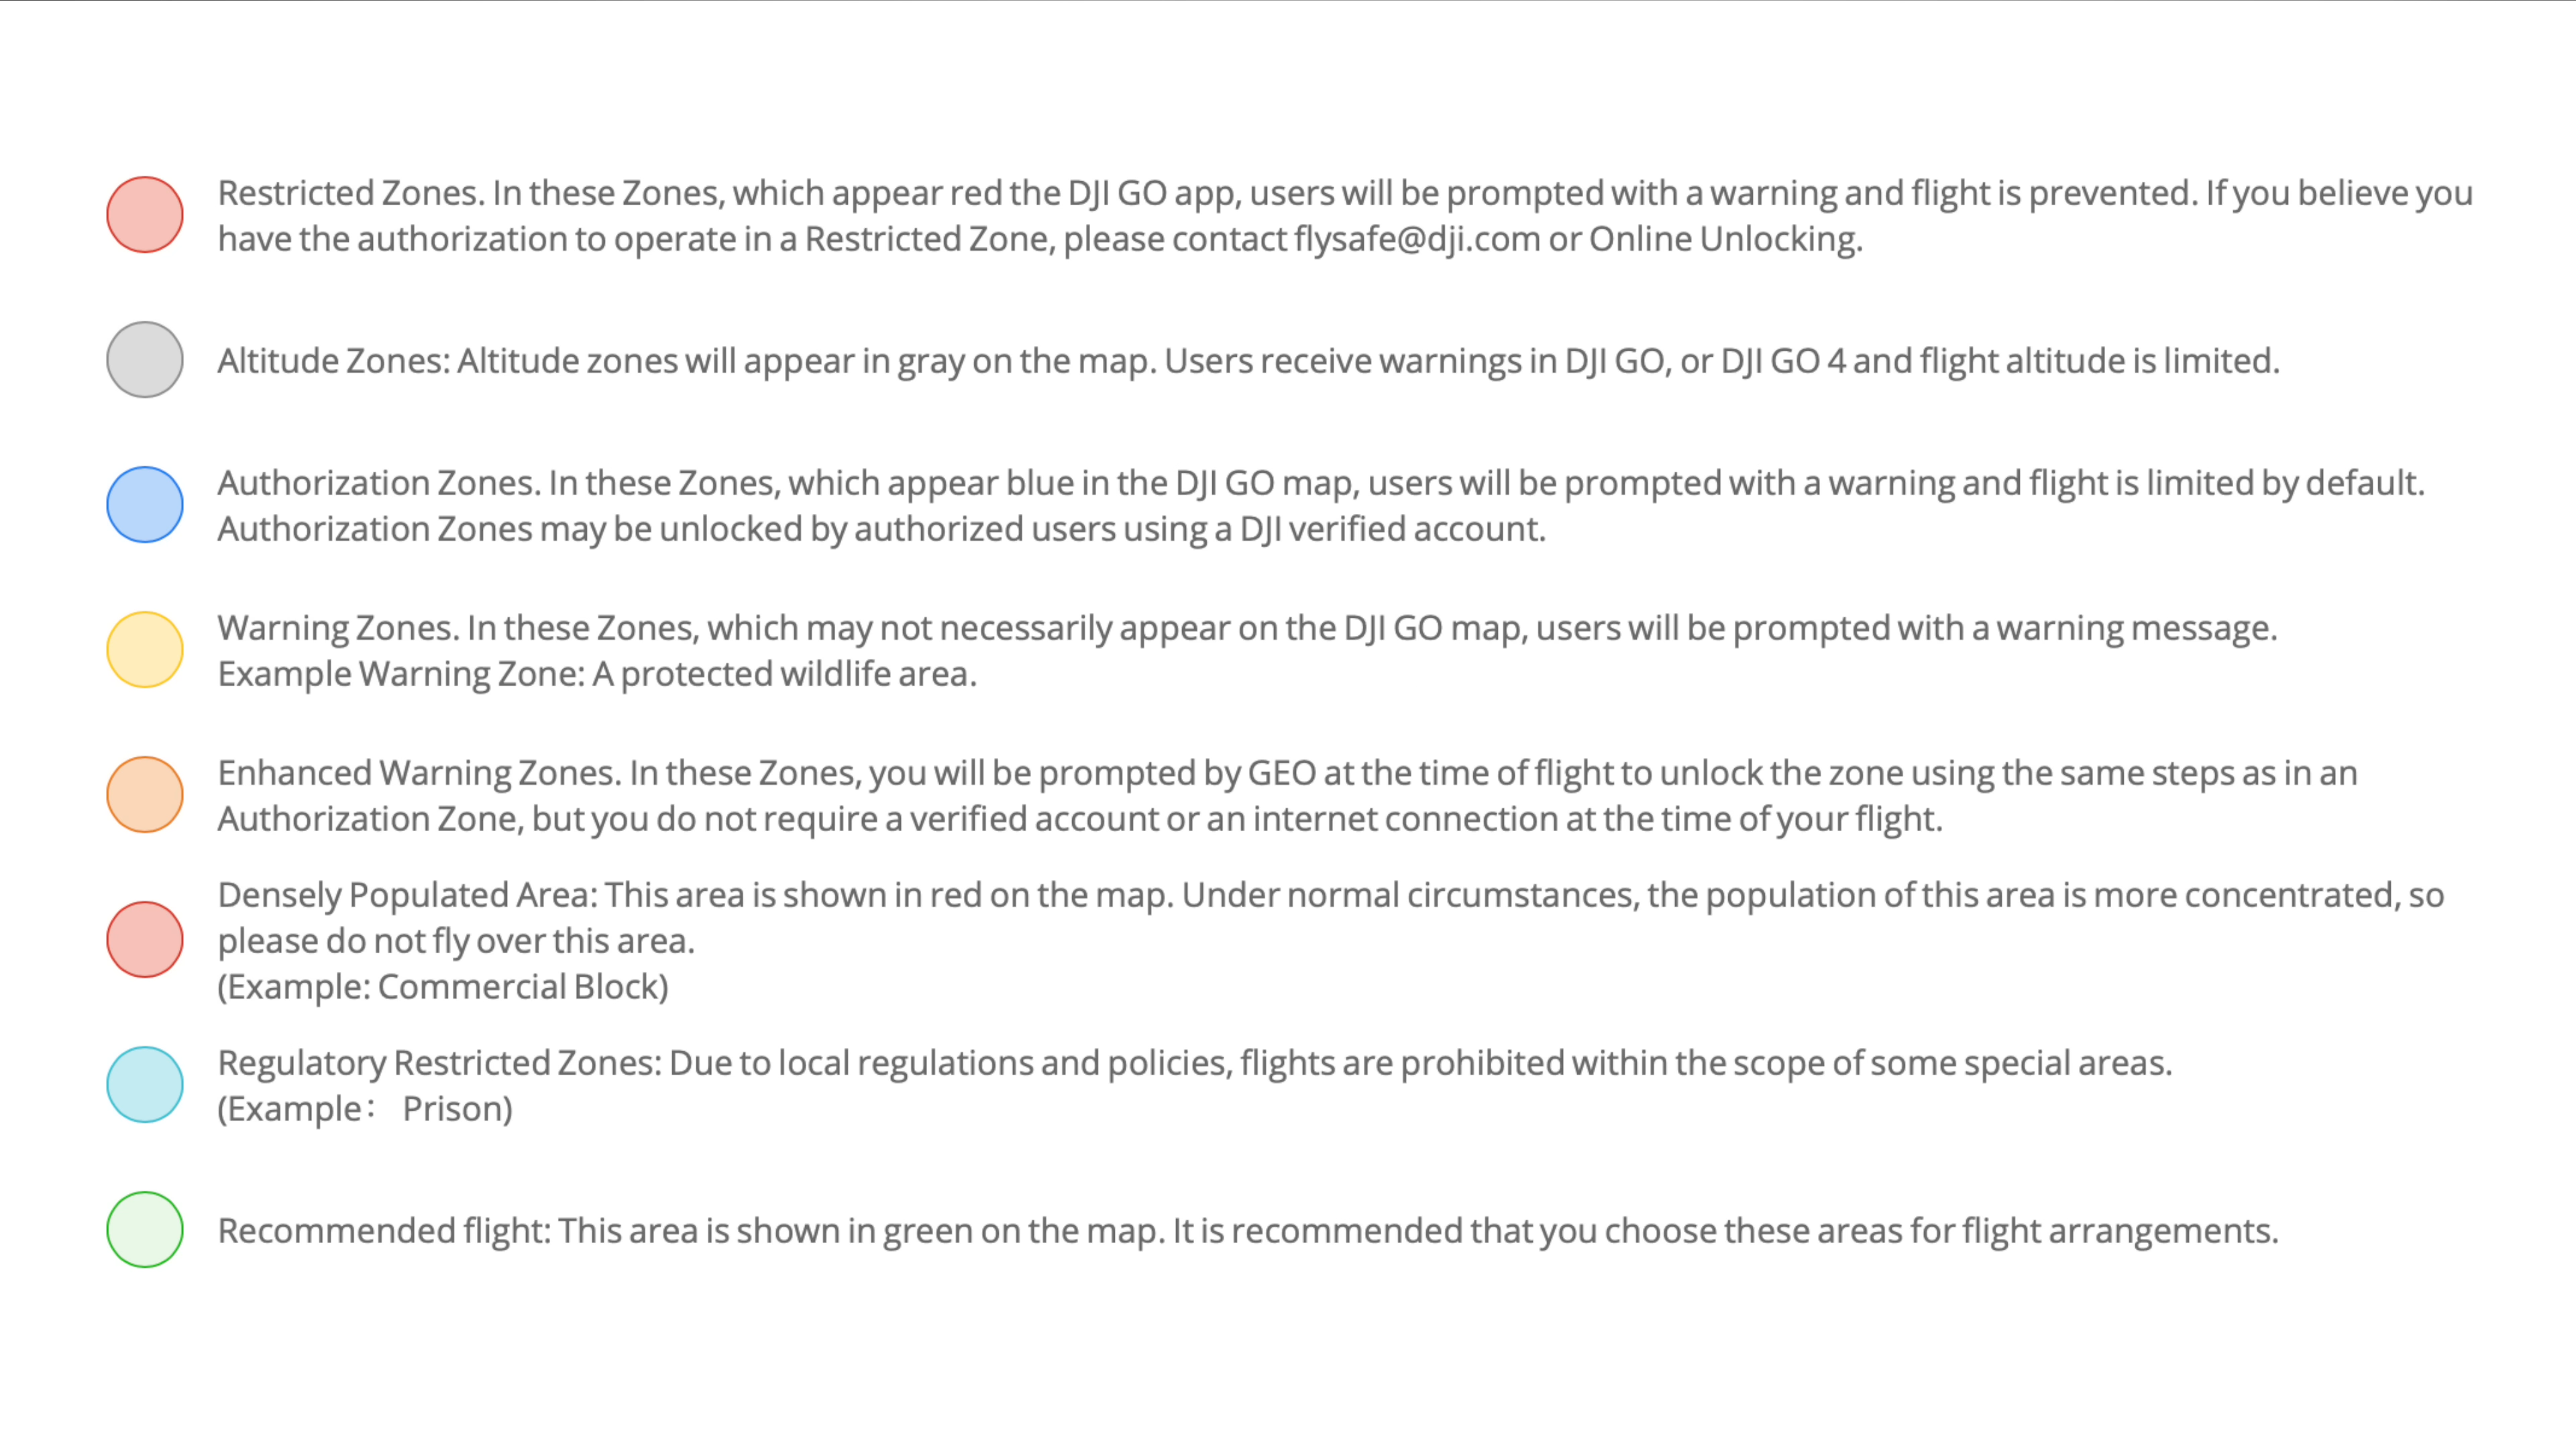 Restricted Zones. In these Zones, which appear red the DJI GO app, users will be prompted with a warning and flight is prevented. If you believe you
have the authorization to operate in a Restricted Zone, please contact flysafe@dji.com or Online Unlocking.
Altitude Zones: Altitude zones will appear in gray on the map. Users receive warnings in DJI GO, or DJI GO 4 and flight altitude is limited.
Authorization Zones. In these Zones, which appear blue in the DJI GO map, users will be prompted with a warning and flight is limited by default.
Authorization Zones may be unlocked by authorized users using a DJI verified account.
Warning Zones. In these Zones, which may not necessarily appear on the DJI GO map, users will be prompted with a warning message.
Example Warning Zone: A protected wildlife area.
Enhanced Warning Zones. In these Zones, you will be prompted by GEO at the time of flight to unlock the zone using the same steps as in an
Authorization Zone, but you do not require a verified account or an internet connection at the time of your flight.
Densely Populated Area: This area is shown in red on the map. Under normal circumstances, the population of this area is more concentrated, so
please do not fly over this area.
(Example: Commercial Block)
Regulatory Restricted Zones: Due to local regulations and policies, flights are prohibited within the scope of some special areas.
(Example： Prison)
Recommended flight: This area is shown in green on the map. It is recommended that you choose these areas for flight arrangements.